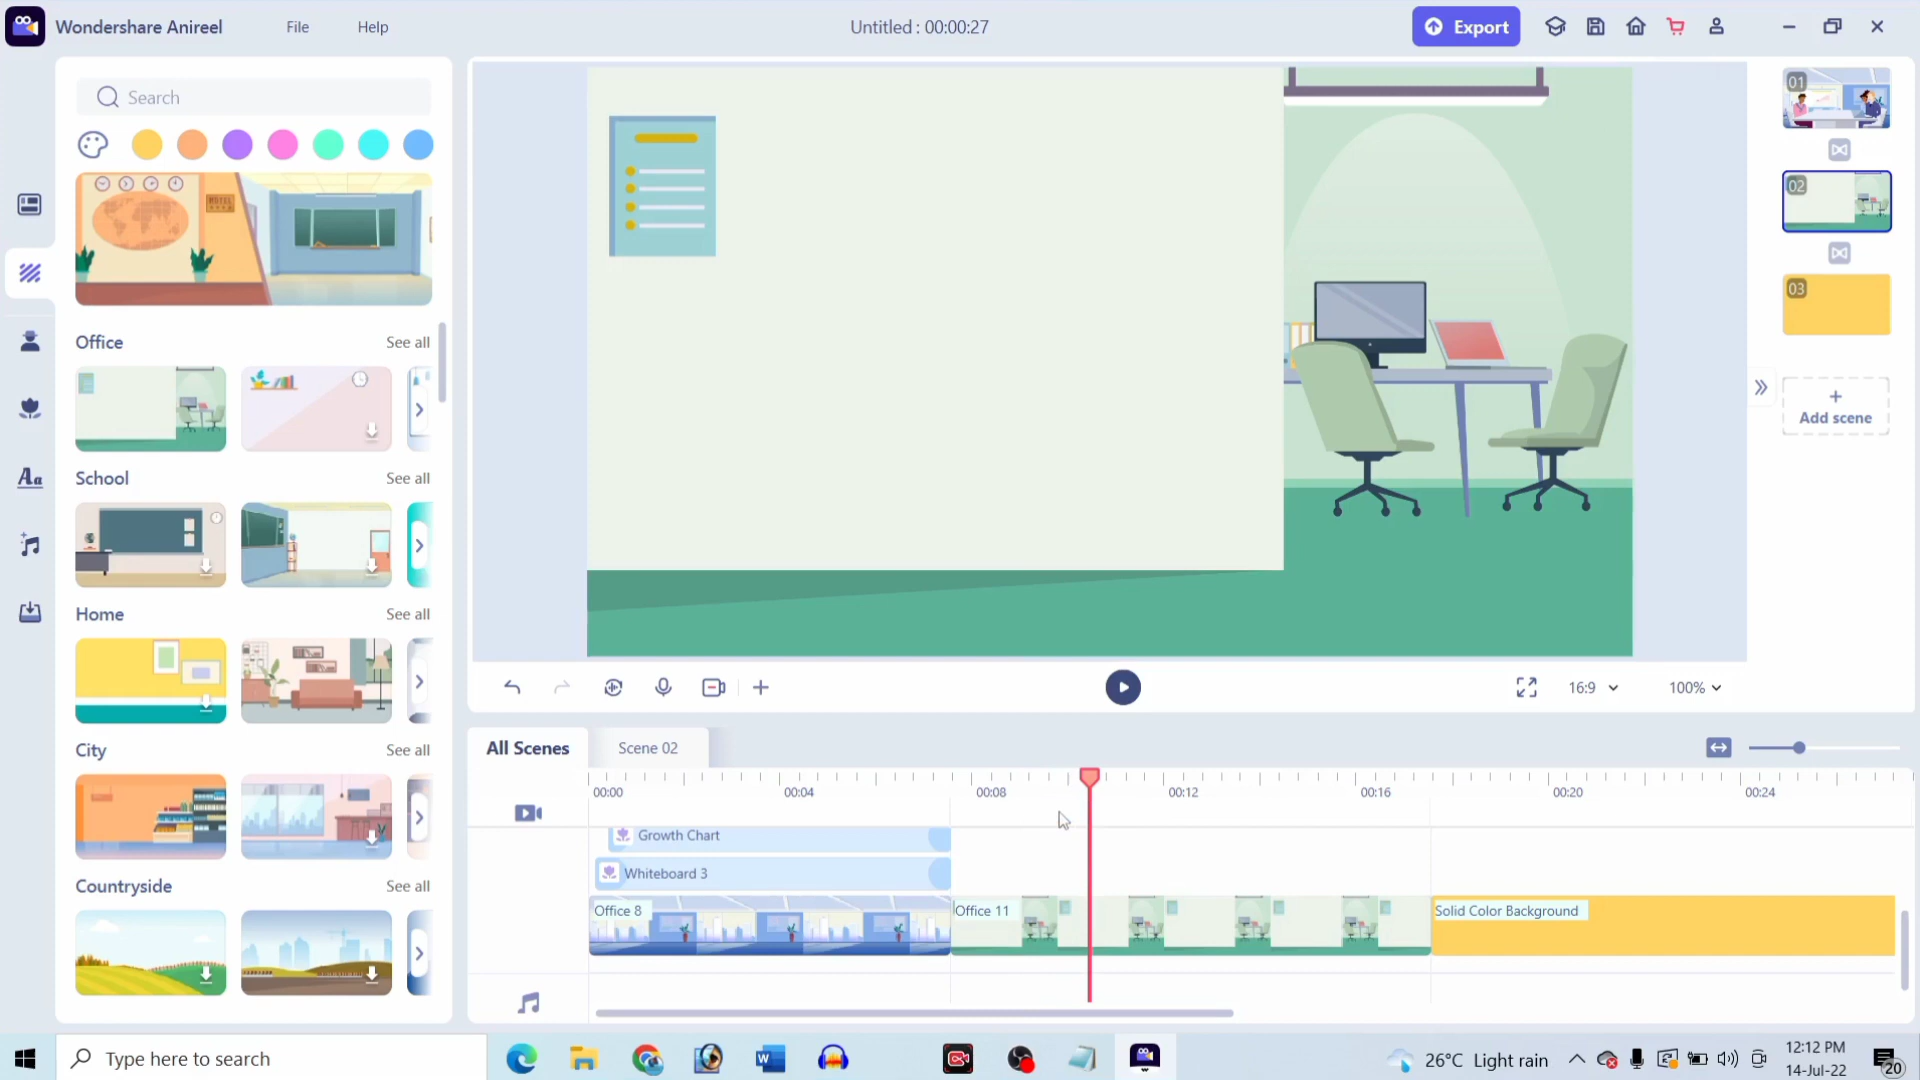 Wondershare Anireel
File
Help
Untitled : 00:00:27
Export
Search
MOTEL
Office
See all
School
See all
Home
See all
City
See all
Countryside
See all
01
02
03
+
Add scene
16:9
100%
All Scenes
Scene 02
00:00
00:04
00:08
00:12
00:16
00:20
00:24
Growth Chart
Whiteboard 3
Office 8
Office 11
Solid Color Background
Aa
Type here to search
W
26°C Light rain
12:12 PM
14-Jul-22
20